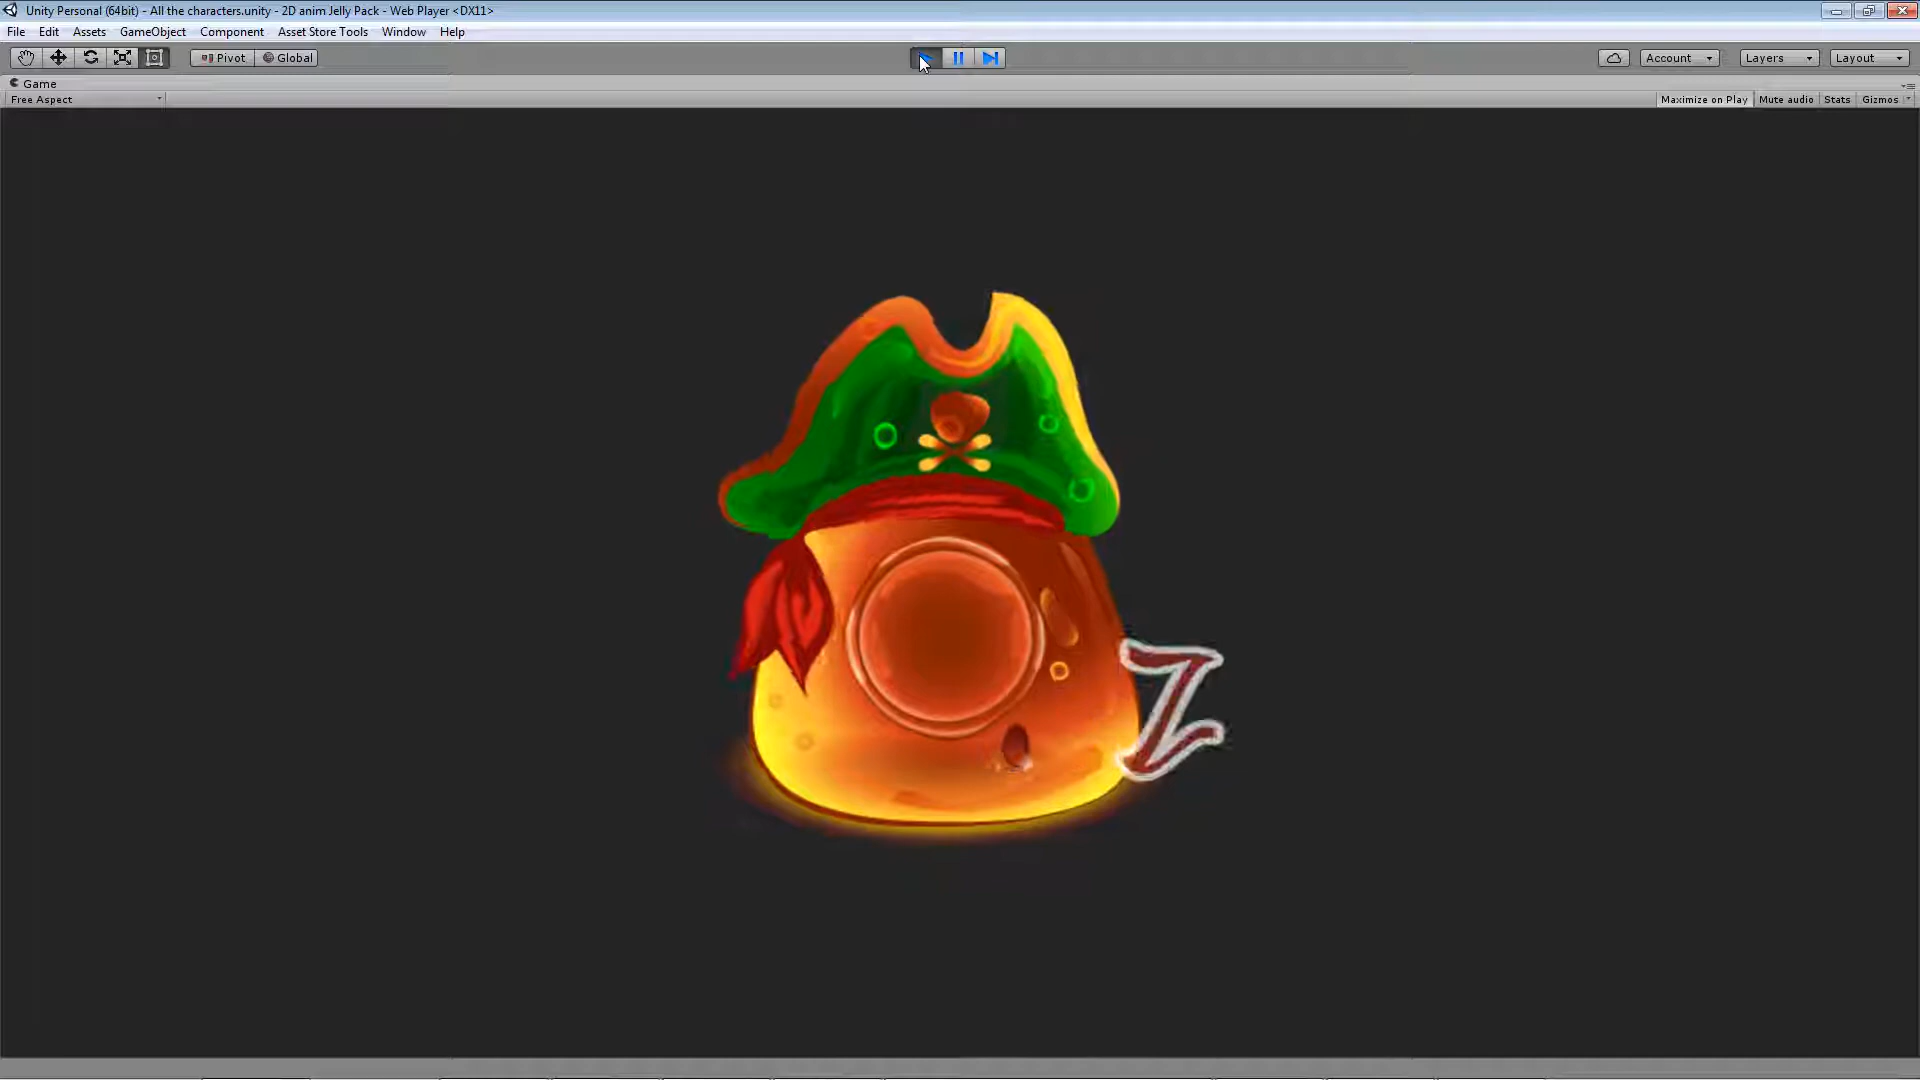 Unity Personal (64bit) - All the characters.unity - 2D anim Jelly Pack - Web Player <DX11>
File Edit Assets GameObject Component Asset Store Tools Window Help
Pivot Global Account Layers Layout
Game
Free Aspect Maximize on Play Mute audio Stats Gizmos
Z